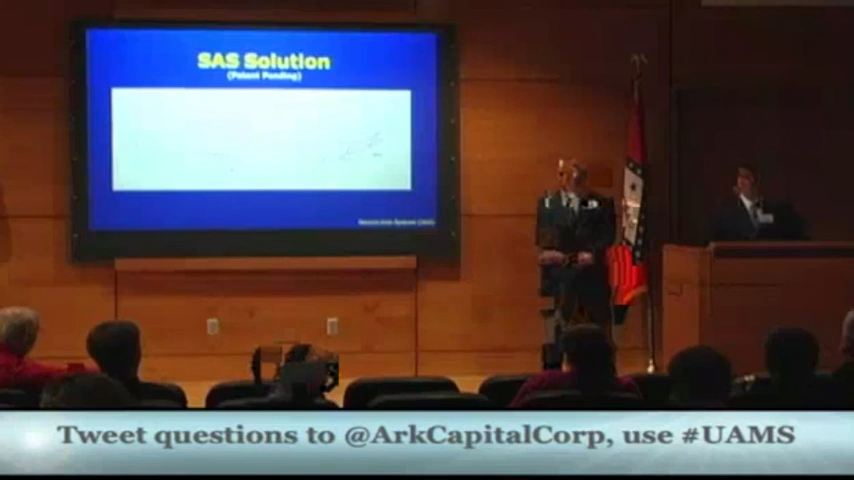 SAS Solution
(Patent Pending)
Tweet questions to @ArkCapitalCorp, use #UAMS